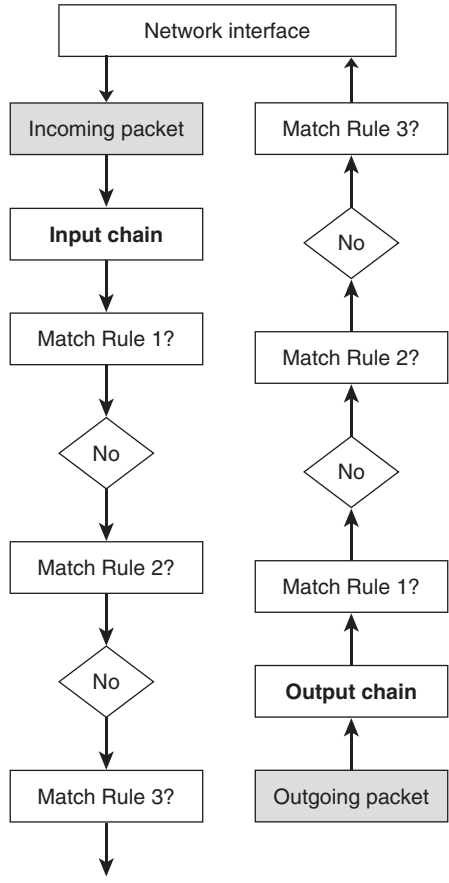 Network interface
Incoming packet
Input chain
Match Rule 1?
No
Match Rule 2?
No
Match Rule 3?
Match Rule 3?
No
Match Rule 2?
No
Match Rule 1?
Output chain
Outgoing packet